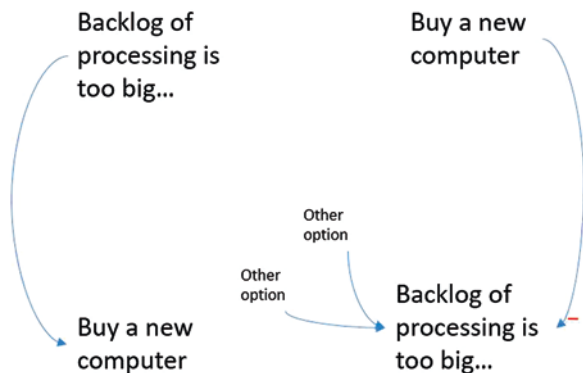 Backlog of
processing is
too big...
Buy a new
computer
Buy a new
computer
Other
option
Other
option
Backlog of
processing is
too big...
–